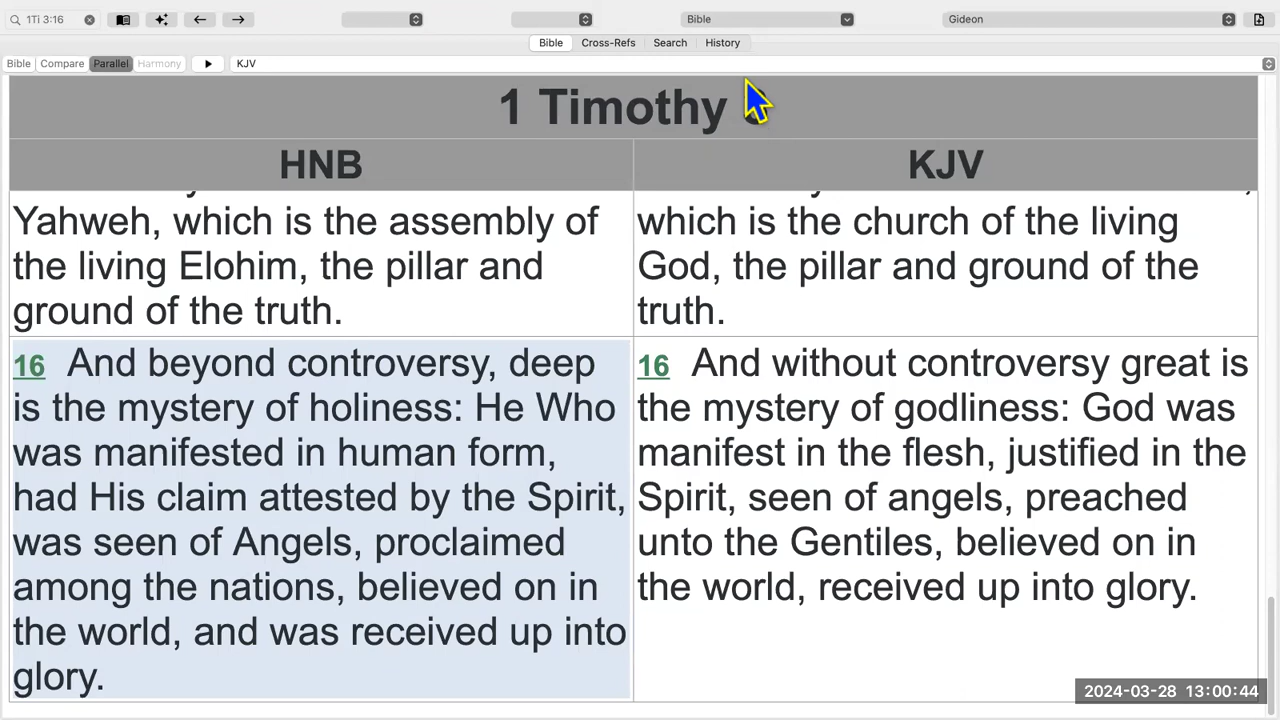 1Ti 3:16
Bible
Gideon
Bible Cross-Refs Search History
Bible Compare Parallel Harmony KJV
1 Timothy
HNB
KJV
Yahweh, which is the assembly of
the living Elohim, the pillar and
ground of the truth.
which is the church of the living
God, the pillar and ground of the
truth.
16 And beyond controversy, deep
is the mystery of holiness: He Who
was manifested in human form,
had His claim attested by the Spirit,
was seen of Angels, proclaimed
among the nations, believed on in
the world, and was received up into
glory.
16 And without controversy great is
the mystery of godliness: God was
manifest in the flesh, justified in the
Spirit, seen of angels, preached
unto the Gentiles, believed on in
the world, received up into glory.
2024-03-28 13:00:44